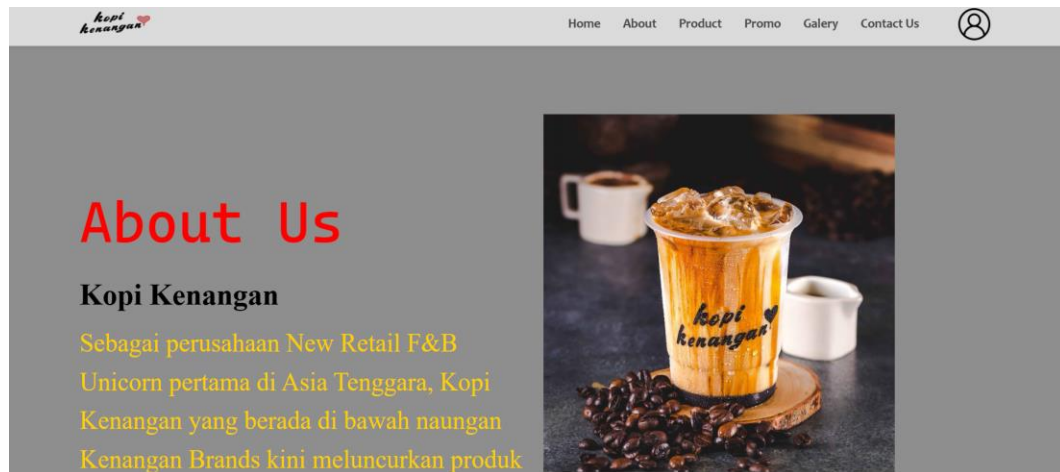 kopi
kenangan
Home About Product Promo Galery Contact Us
About Us
Kopi Kenangan
Sebagai perusahaan New Retail F&B
Unicorn pertama di Asia Tenggara, Kopi
Kenangan yang berada di bawah naungan
Kenangan Brands kini meluncurkan produk
kopi
kenangan